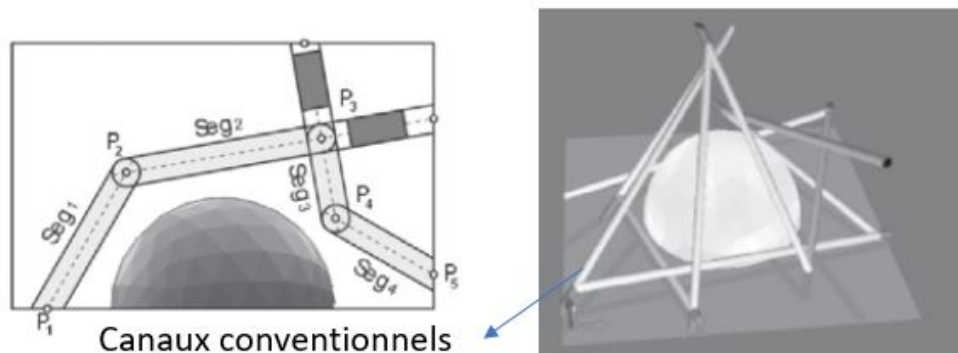 P3
Seg2
P2
Seg3
P4
Seg1
Seg4
P5
P1
Canaux conventionnels